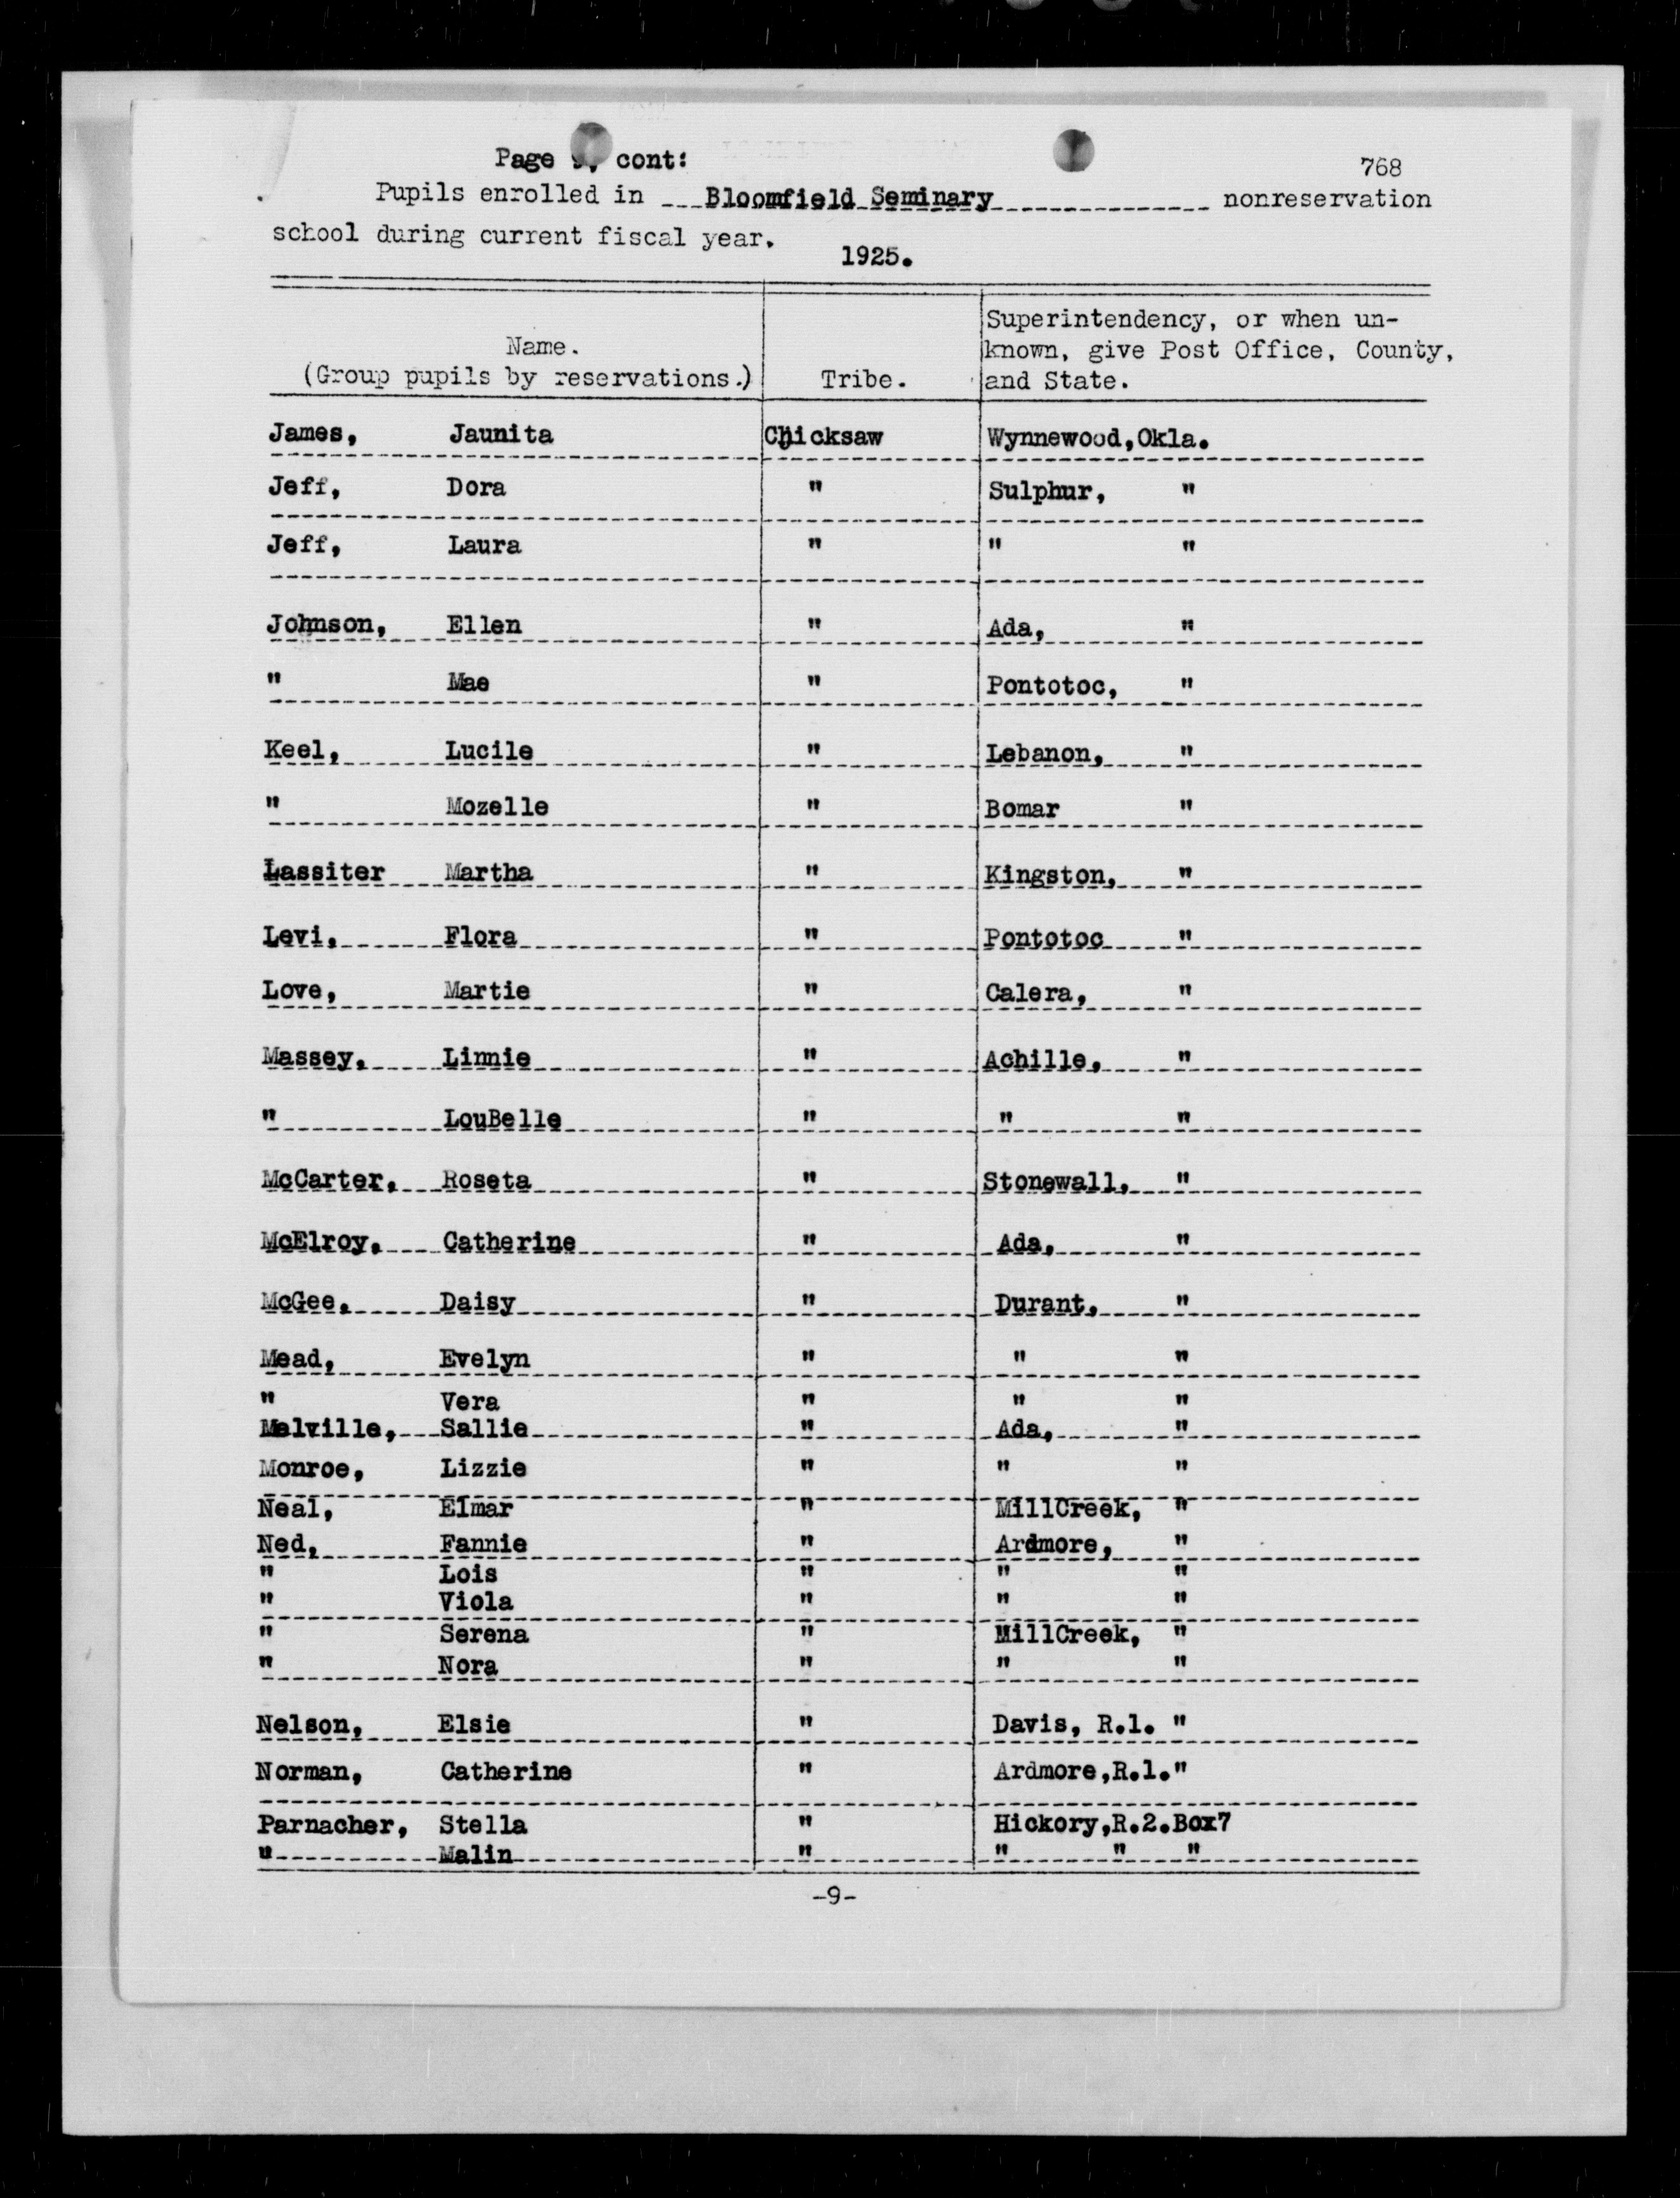 Page 9, cont:
768
Pupils enrolled in Bloomfield Seminary nonreservation
school during current fiscal year.
1925.
Name. (Group pupils by reservations.) Tribe. Superintendency, or when un-known, give Post Office, County, and State.
James, Jaunita Chicksaw Wynnewood,Okla.
Jeff, Dora " Sulphur, "
Jeff, Laura " " "
Johnson, Ellen " Ada, "
" Mae " Pontotoc, "
Keel, Lucile " Lebanon, "
" Mozelle " Bomar "
Lassiter Martha " Kingston, "
Levi, Flora " Pontotoc "
Love, Martie " Calera, "
Massey, Linnie " Achille, "
" LouBelle " " "
McCarter, Roseta " Stonewall, "
McElroy, Catherine " Ada, "
McGee, Daisy " Durant, "
Mead, Evelyn " " "
" Vera " " "
Melville, Sallie " Ada, "
Monroe, Lizzie " " "
Neal, Elmar " MillCreek, "
Ned, Fannie " Ardmore, "
" Lois " " "
" Viola " " "
" Serena " MillCreek, "
" Nora " " "
Nelson, Elsie " Davis, R.1. "
Norman, Catherine " Ardmore,R.1."
Parnacher, Stella " Hickory,R.2.Box7
" Malin " " " "
-9-